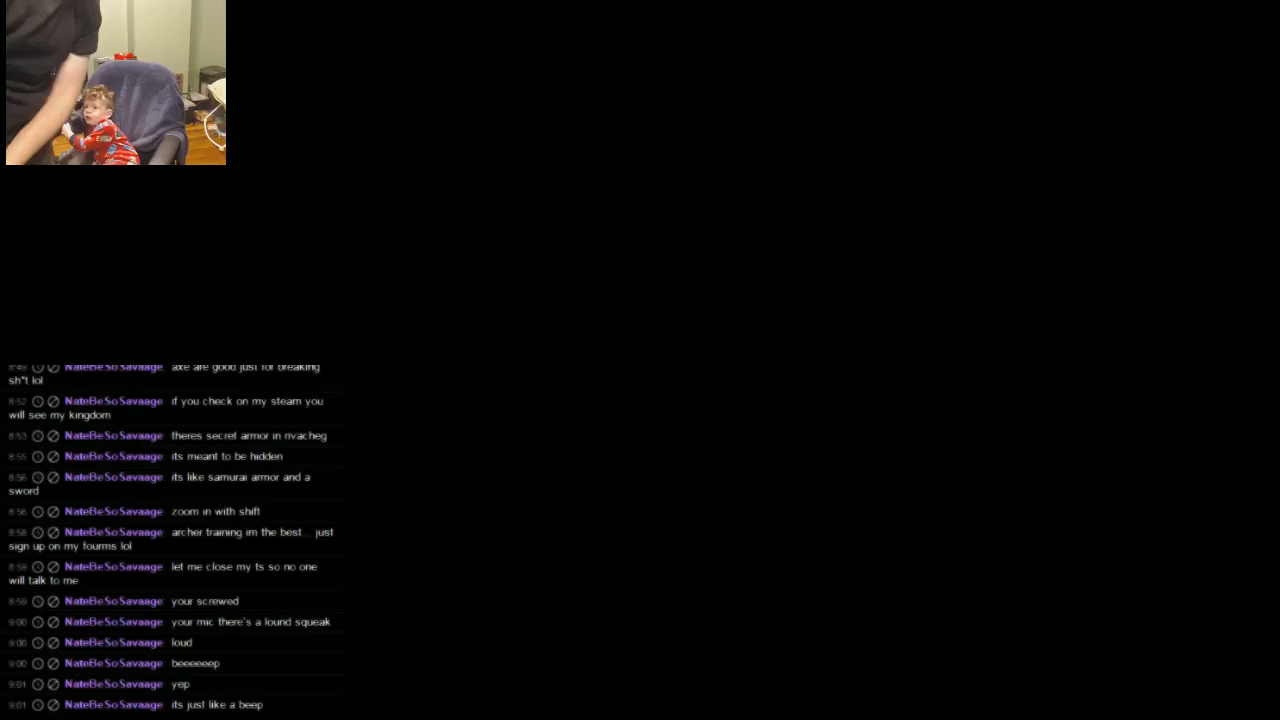 8:49 NateBeSoSavaage axe are good just for breaking
sh*t lol
8:52 NateBeSoSavaage if you check on my steam you
will see my kingdom
8:53 NateBeSoSavaage theres secret armor in rivacheg
8:55 NateBeSoSavaage its meant to be hidden
8:56 NateBeSoSavaage its like samurai armor and a
sword
8:56 NateBeSoSavaage zoom in with shift
8:58 NateBeSoSavaage archer training im the best... just
sign up on my fourms lol
8:59 NateBeSoSavaage let me close my ts so no one
will talk to me
8:59 NateBeSoSavaage your screwed
9:00 NateBeSoSavaage your mic there's a lound squeak
9:00 NateBeSoSavaage loud
9:00 NateBeSoSavaage beeeeeep
9:01 NateBeSoSavaage yep
9:01 NateBeSoSavaage its just like a beep